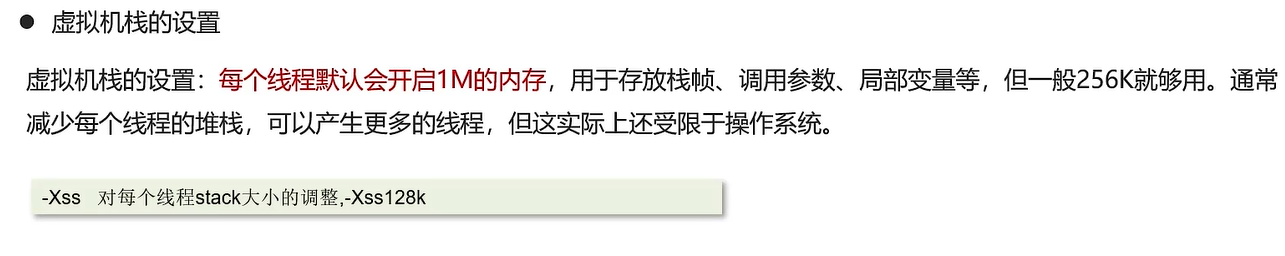 ● 虚拟机栈的设置
虚拟机栈的设置：每个线程默认会开启1M的内存，用于存放栈帧、调用参数、局部变量等，但一般256K就够用。通常
减少每个线程的堆栈，可以产生更多的线程，但这实际上还受限于操作系统。
-Xss 对每个线程stack大小的调整,-Xss128k